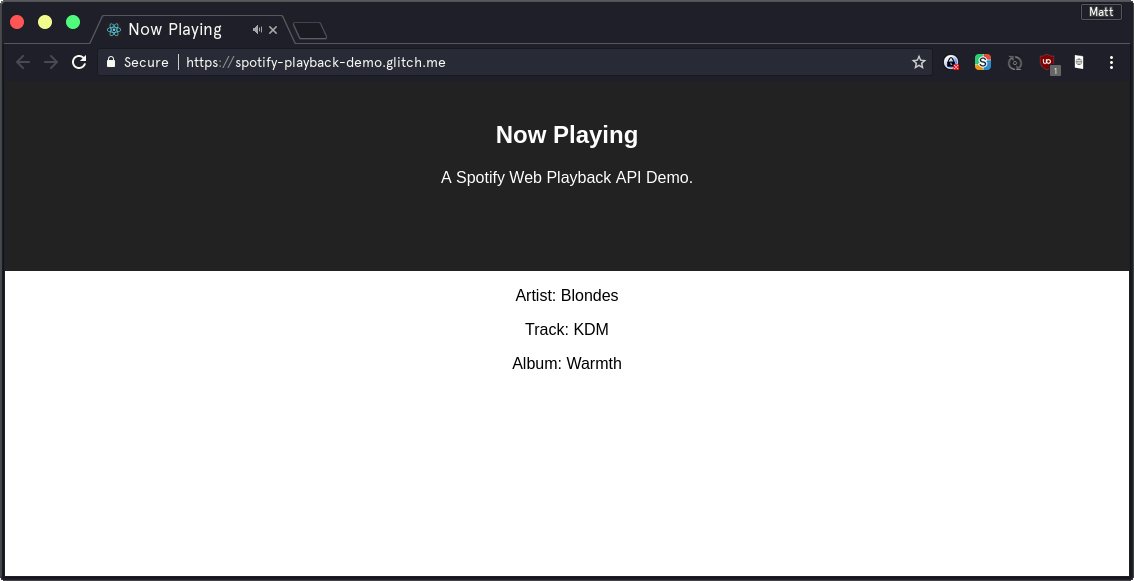 Matt
Now Playing
Secure
https://spotify-playback-demo.glitch.me
S
UO
1
Now Playing
A Spotify Web Playback API Demo.
Artist: Blondes
Track: KDM
Album: Warmth